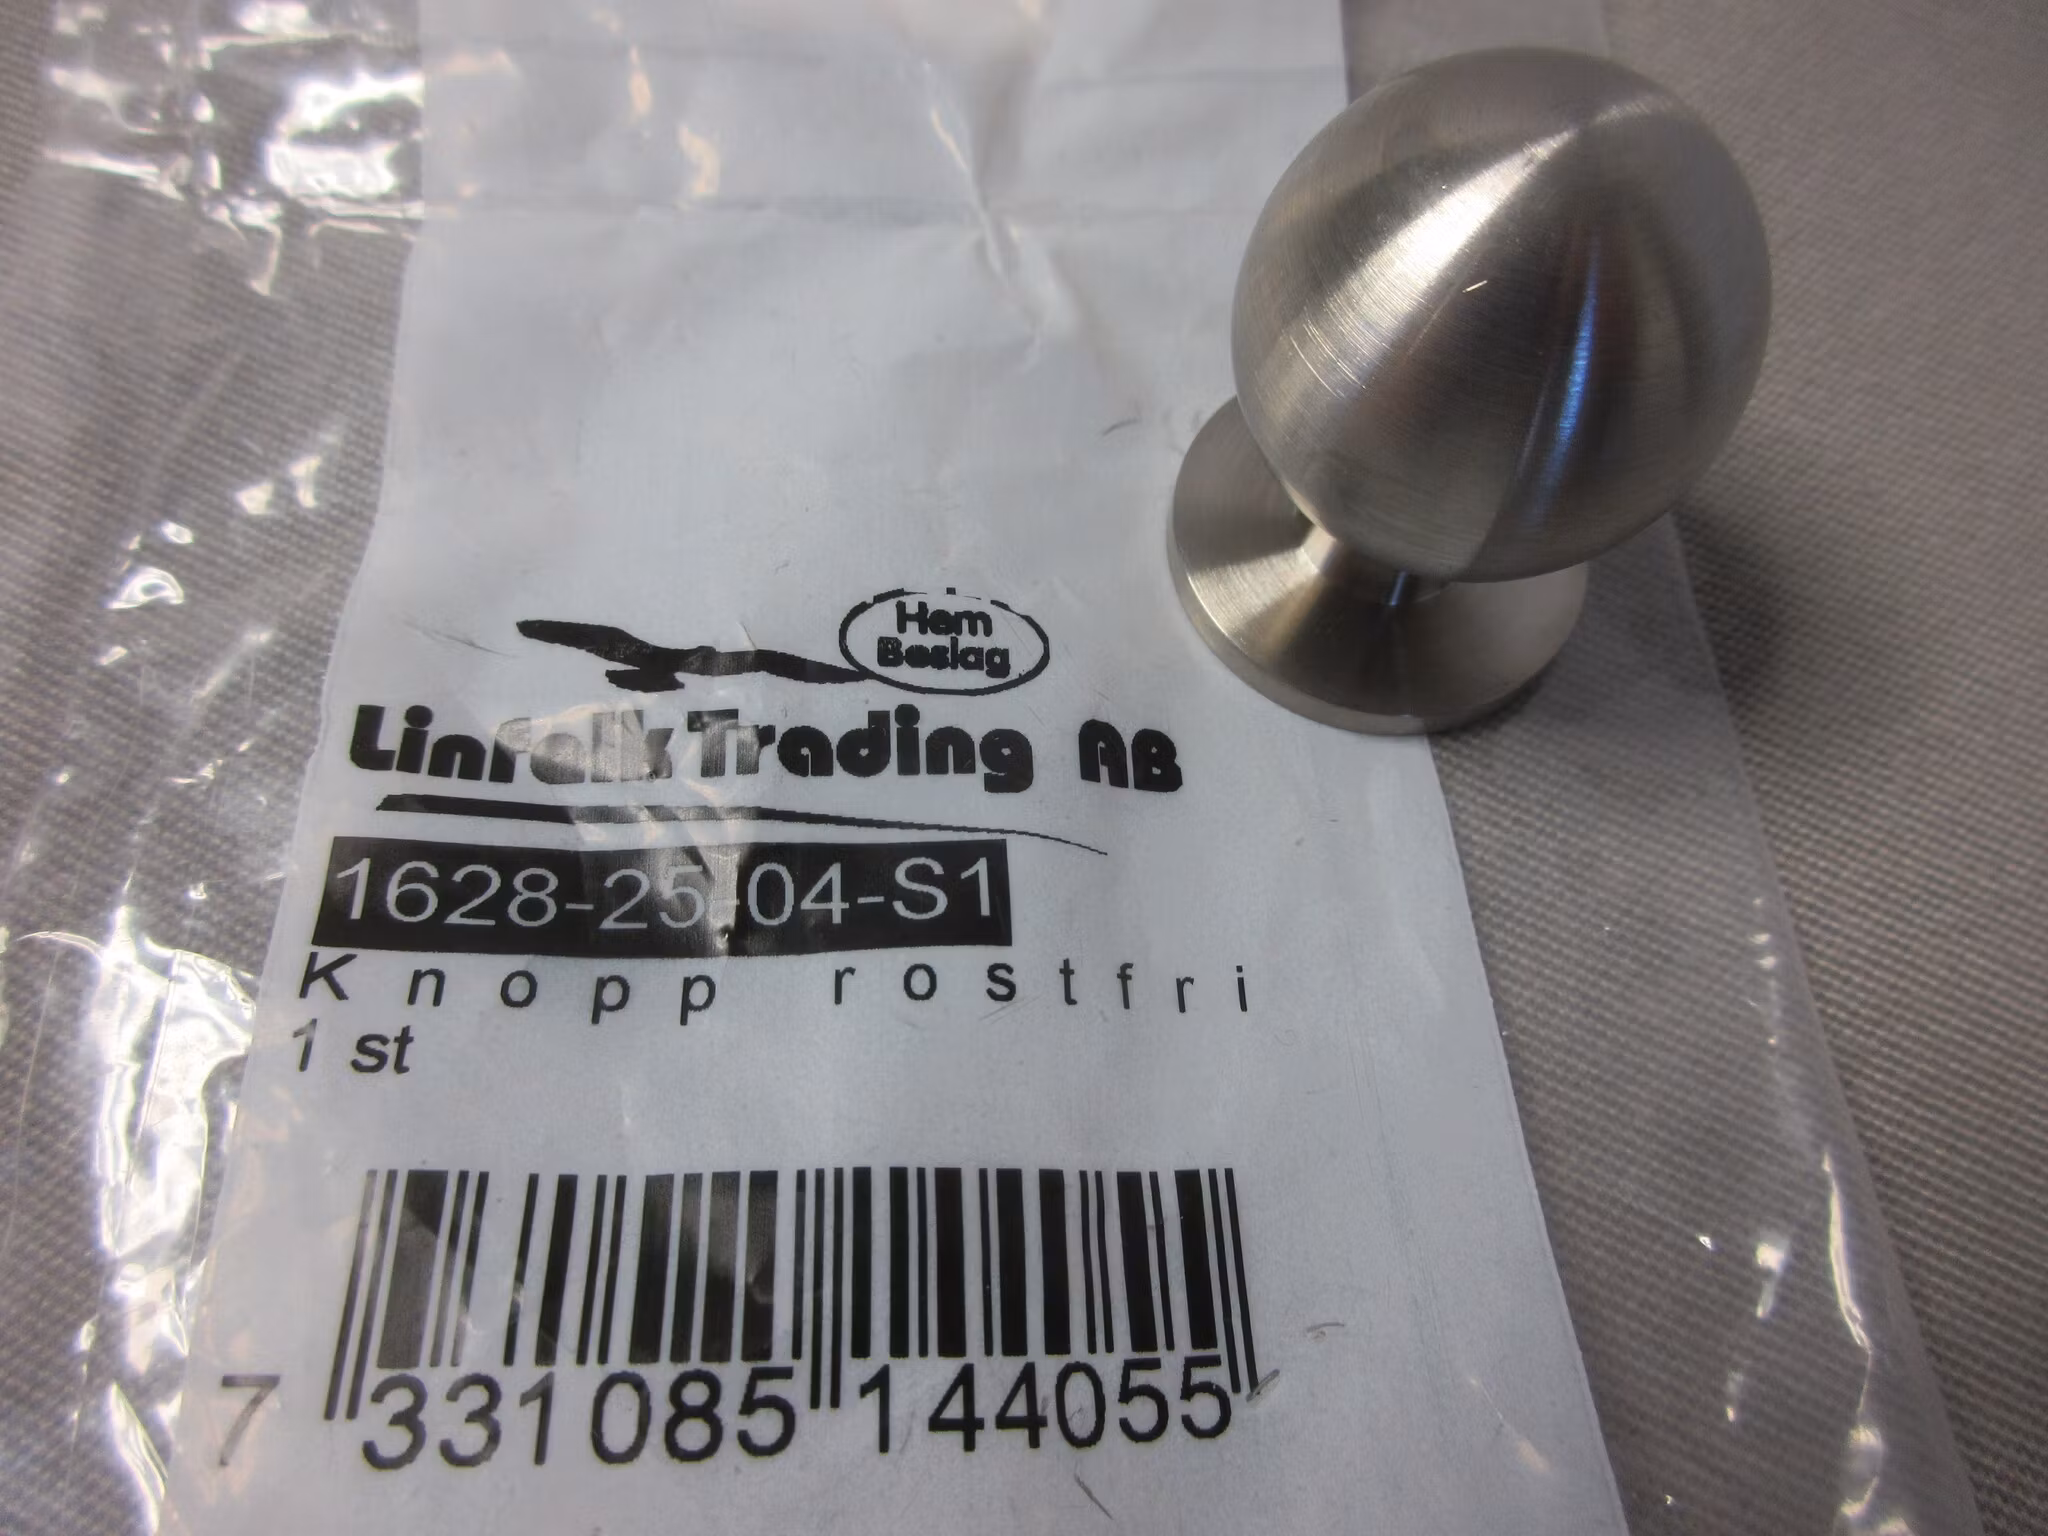 Hem
Beslag
Linfalk Trading AB
1628-25-04-S1
Knopp rostfri
1 st
7 331085 144055